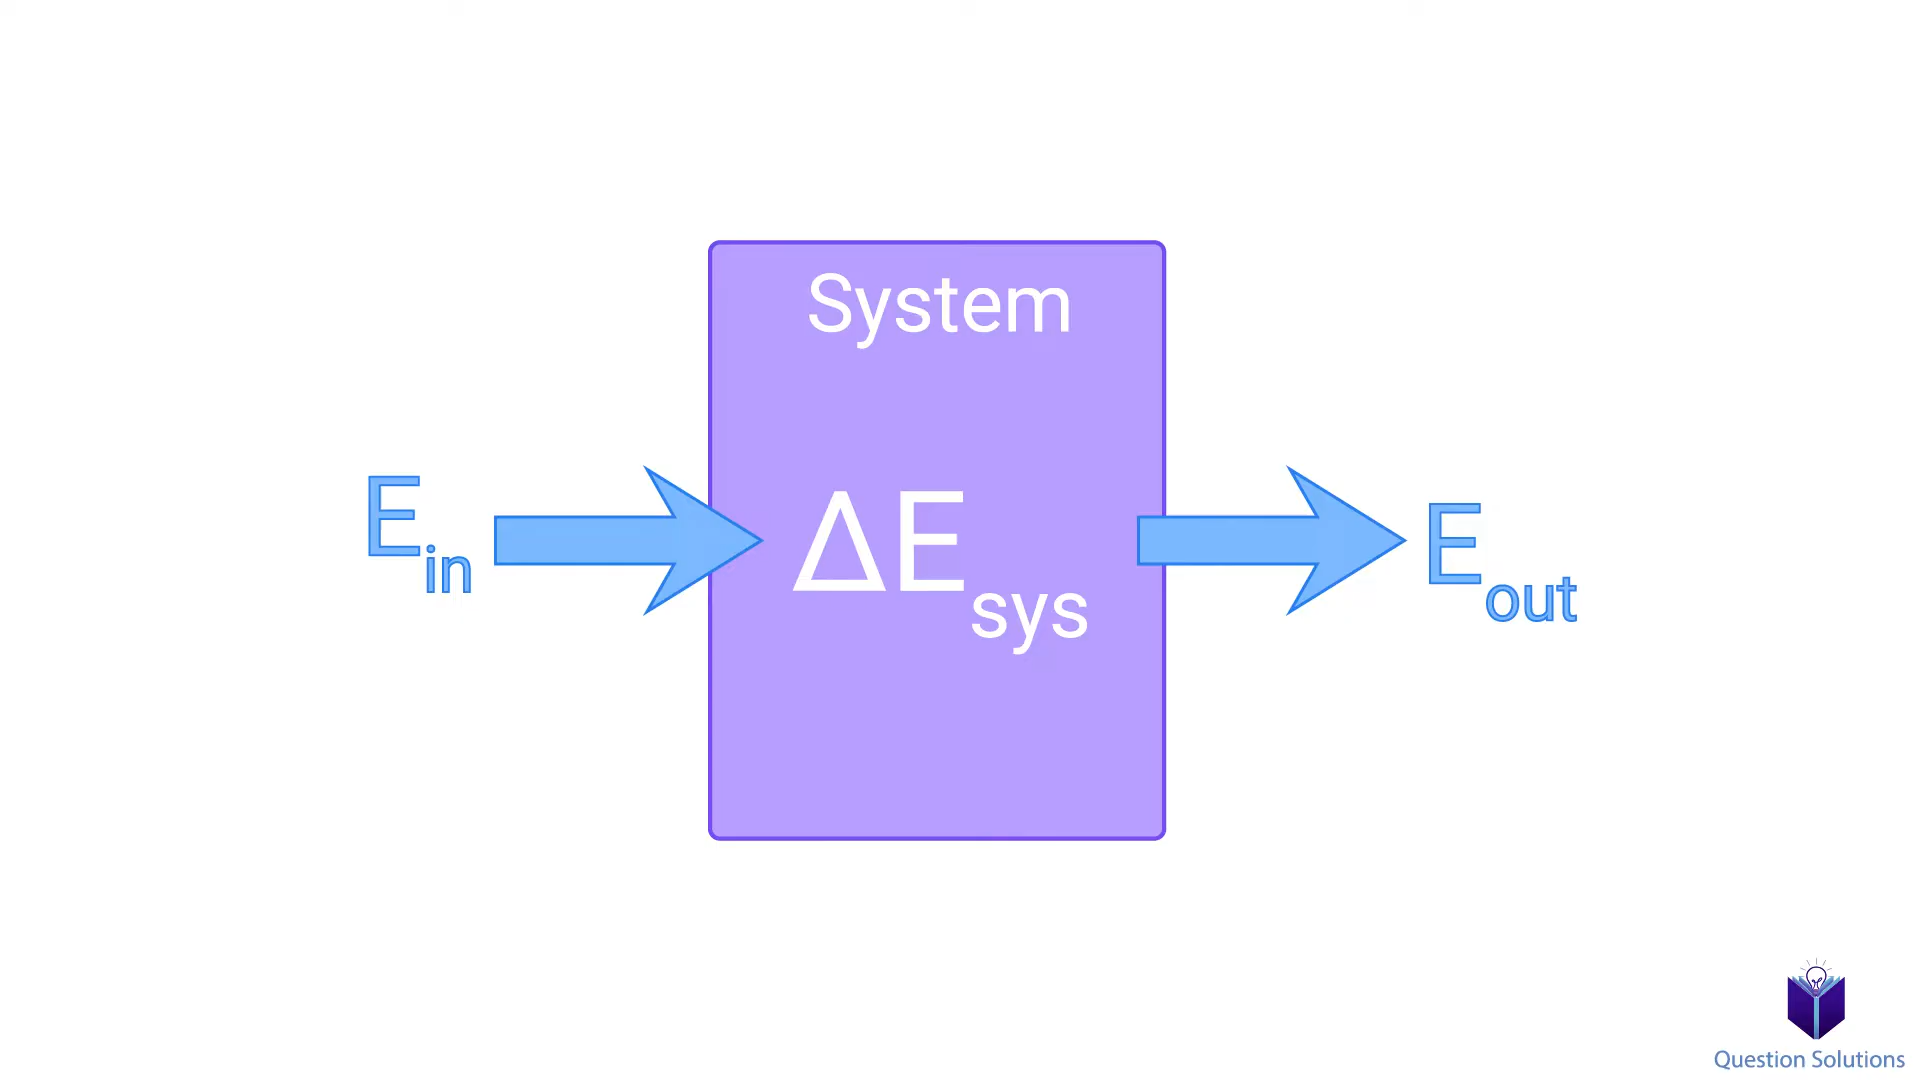 System
E_in
ΔE_sys
E_out
Question Solutions